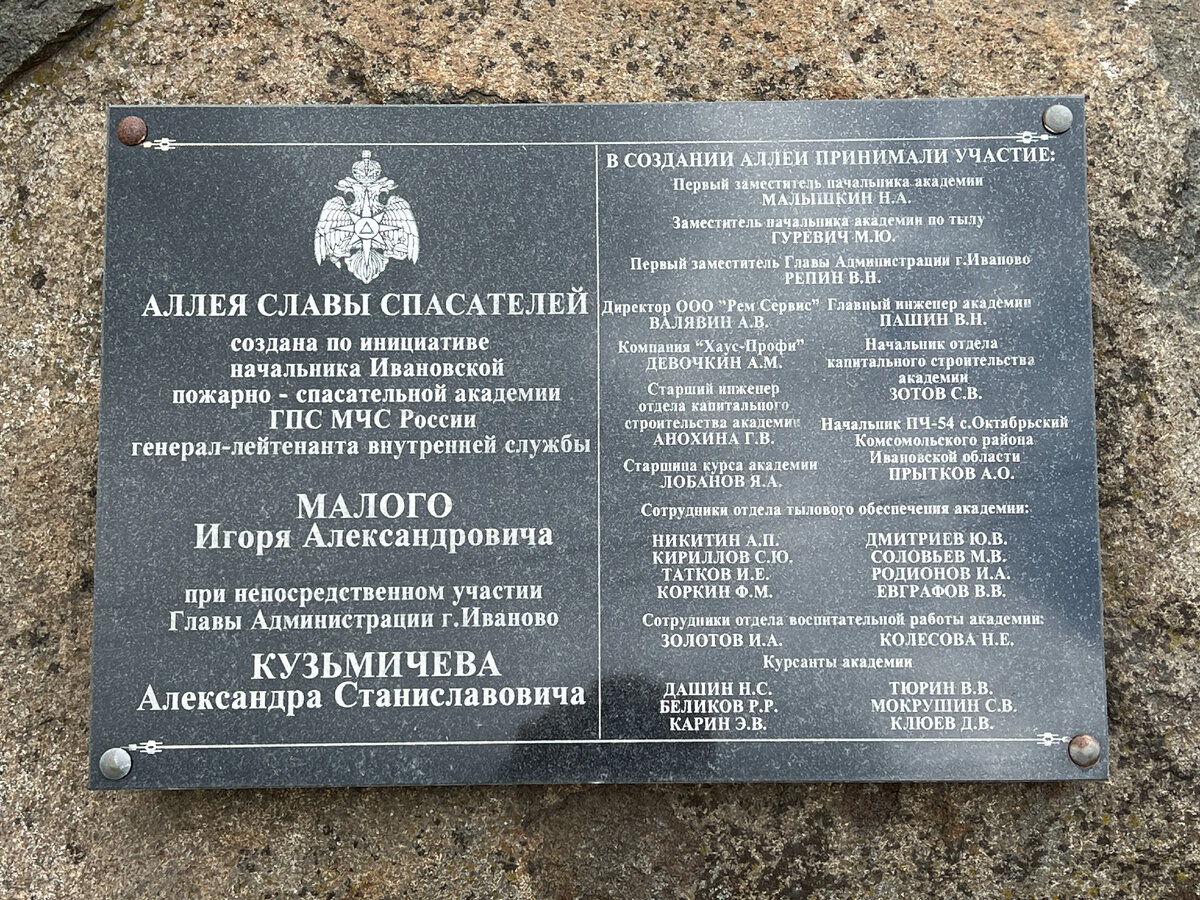 АЛЛЕЯ СЛАВЫ СПАСАТЕЛЕЙ
создана по инициативе
начальника Ивановской
пожарно - спасательной академии
ГПС МЧС России
генерал-лейтенанта внутренней службы
МАЛОГО
Игоря Александровича
при непосредственном участии
Главы Администрации г.Иваново
КУЗЬМИЧЕВА
Александра Станиславовича
В СОЗДАНИИ АЛЛЕИ ПРИНИМАЛИ УЧАСТИЕ:
Первый заместитель начальника академии
МАЛЫШКИН Н.А.
Заместитель начальника академии по тылу
ГУРЕВИЧ М.Ю.
Первый заместитель Главы Администрации г.Иваново
РЕПИН В.Н.
Директор ООО "Рем Сервис"
ВАЛЯВИН А.В.
Компания "Хаус-Профи"
ДЕВОЧКИН А.М.
Старший инженер
отдела капитального
строительства академии
АНОХИНА Г.В.
Старшина курса академии
ЛОБАНОВ Я.А.
Главный инженер академии
ПАШИН В.Н.
Начальник отдела
капитального строительства
академии
ЗОТОВ С.В.
Начальник ПЧ-54 с.Октябрьский
Комсомольского района
Ивановской области
ПРЫТКОВ А.О.
Сотрудники отдела тылового обеспечения академии:
НИКИТИН А.П. ДМИТРИЕВ Ю.В.
КИРИЛЛОВ С.Ю. СОЛОВЬЕВ М.В.
ТАТКОВ И.Е. РОДИОНОВ И.А.
КОРКИН Ф.М. ЕВГРАФОВ В.В.
Сотрудники отдела воспитательной работы академии:
ЗОЛОТОВ И.А. КОЛЕСОВА Н.Е.
Курсанты академии
ДАШИН Н.С. ТЮРИН В.В.
БЕЛИКОВ Р.Р. МОКРУШИН С.В.
КАРИН Э.В. КЛЮЕВ Д.В.